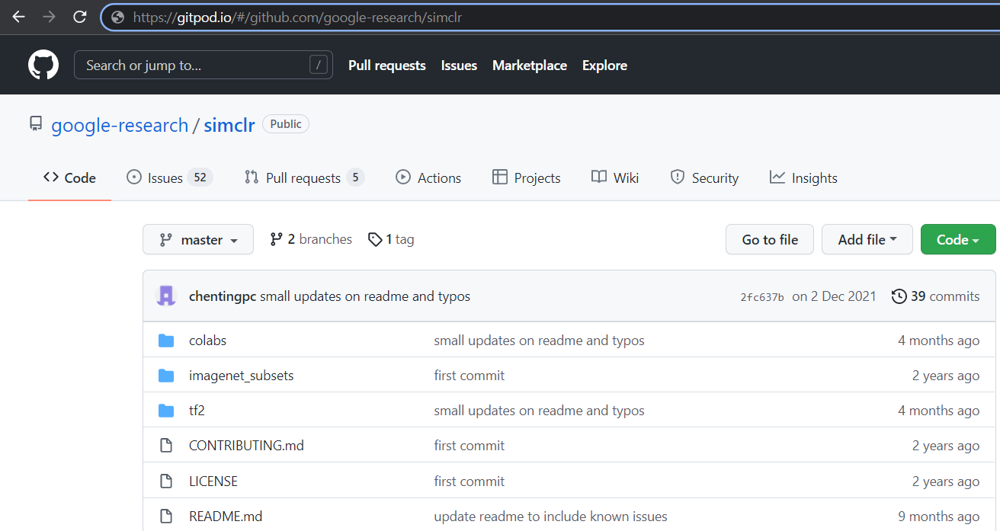 https://gitpod.io/#/github.com/google-research/simclr
Search or jump to... / Pull requests Issues Marketplace Explore
google-research / simclr Public
Code Issues 52 Pull requests 5 Actions Projects Wiki Security Insights
master 2 branches 1 tag Go to file Add file Code
chentingpc small updates on readme and typos 2fc637b on 2 Dec 2021 39 commits
colabs small updates on readme and typos 4 months ago
imagenet_subsets first commit 2 years ago
tf2 small updates on readme and typos 4 months ago
CONTRIBUTING.md first commit 2 years ago
LICENSE first commit 2 years ago
README.md update readme to include known issues 9 months ago